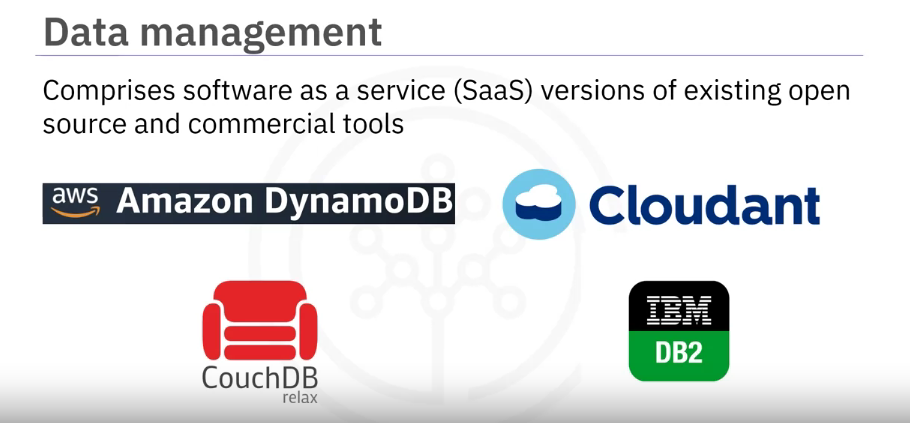 Data management
Comprises software as a service (SaaS) versions of existing open
source and commercial tools
aws Amazon DynamoDB
Cloudant
CouchDB
relax
IBM
DB2